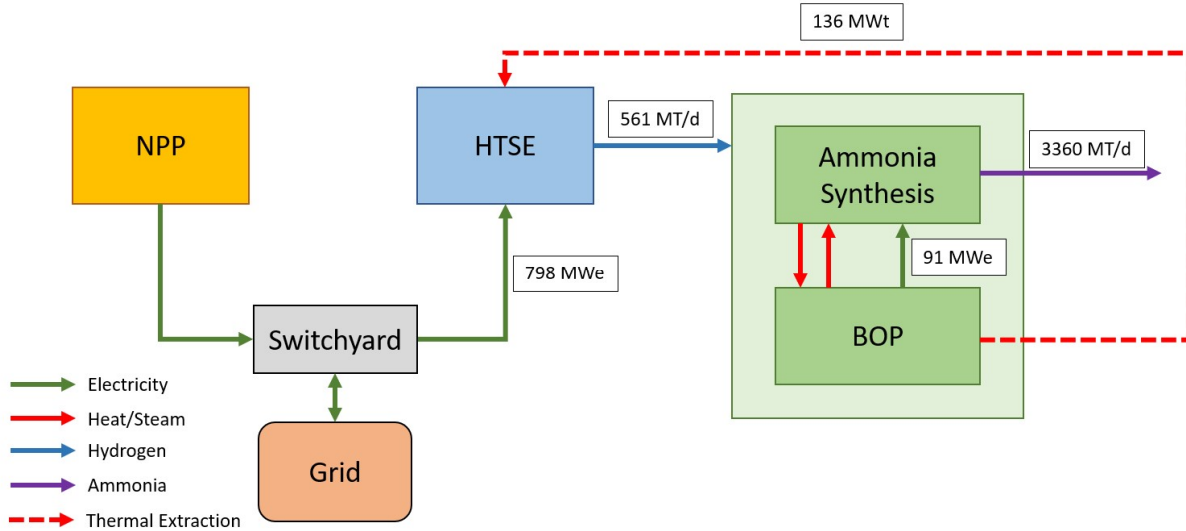 136 MWt
NPP
HTSE
561 MT/d
Ammonia
Synthesis
3360 MT/d
798 MWe
91 MWe
Switchyard
BOP
Grid
Electricity
Heat/Steam
Hydrogen
Ammonia
Thermal Extraction